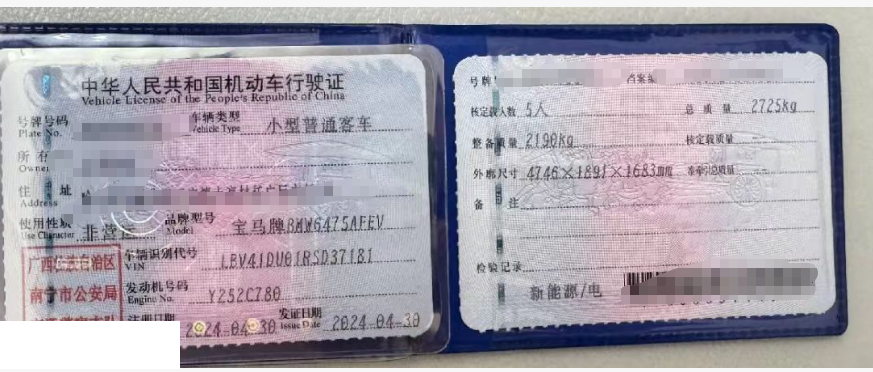 中华人民共和国机动车行驶证
Vehicle License of the People's Republic of China
号牌号码
Plate No.
车辆类型
Vehicle Type
小型普通客车
所有
Owner
住 址
Address
使用性质
Use Character
非营运
品牌型号
Model
宝马牌BMW6475AFEV
广西壮族自治区
南宁市公安局
车辆识别代号
VIN
LBV41DU01RSD37181
发动机号码
Engine No.
Y252C780
注册日期
2024-04-30
发证日期
Issue Date
2024-04-30
号牌
档案编
核定载人数 5人
总质量 2725kg
整备质量 2190kg
核定载质量
外廓尺寸 4746×1891×1683mm
准牵引总质量
备 注
检验记录
新能源/电